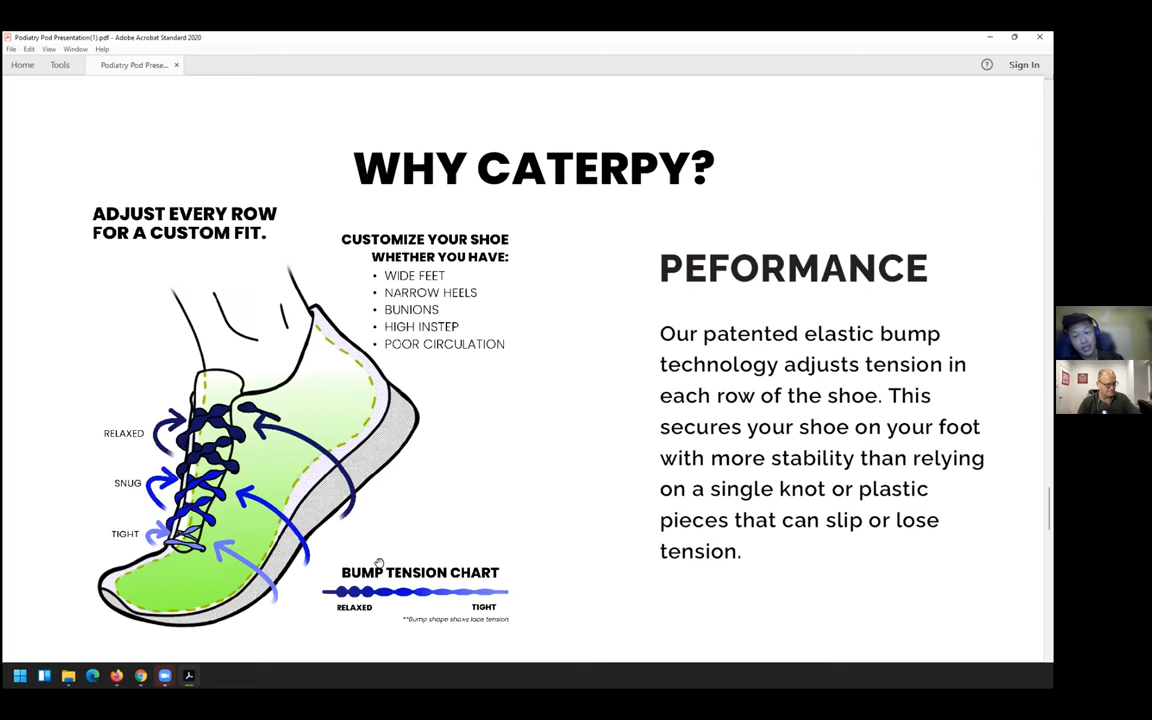 Podiatry Pod Presentation(1).pdf - Adobe Acrobat Standard 2020
File Edit View Window Help
Home Tools Podiatry Pod Prese... × ? Sign In
WHY CATERPY?
ADJUST EVERY ROW
FOR A CUSTOM FIT.
CUSTOMIZE YOUR SHOE
WHETHER YOU HAVE:
• WIDE FEET
• NARROW HEELS
• BUNIONS
• HIGH INSTEP
• POOR CIRCULATION
RELAXED
SNUG
TIGHT
BUMP TENSION CHART
RELAXED TIGHT
**Bump shape shows lace tension
PEFORMANCE
Our patented elastic bump
technology adjusts tension in
each row of the shoe. This
secures your shoe on your foot
with more stability than relying
on a single knot or plastic
pieces that can slip or lose
tension.